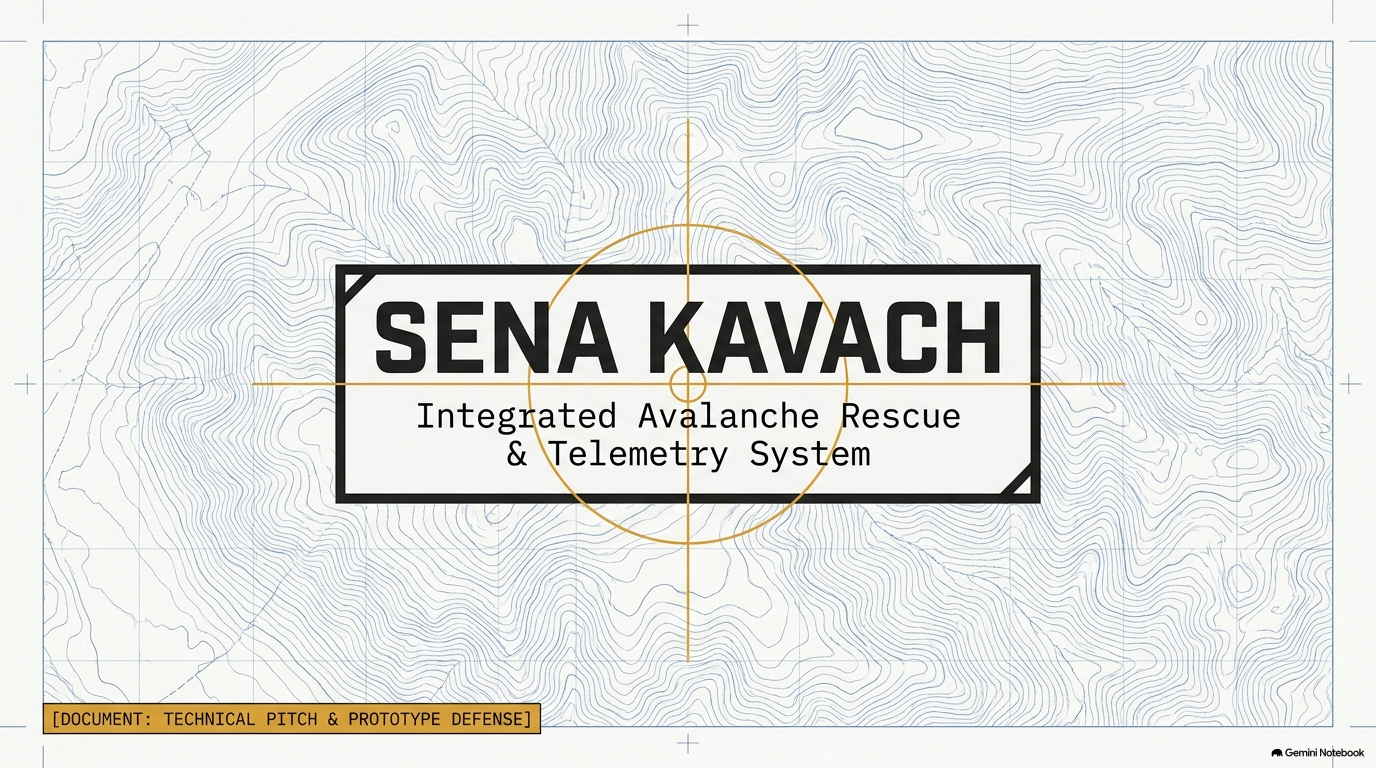 SENA KAVACH
Integrated Avalanche Rescue
& Telemetry System
[DOCUMENT: TECHNICAL PITCH & PROTOTYPE DEFENSE]
Gemini Notebook